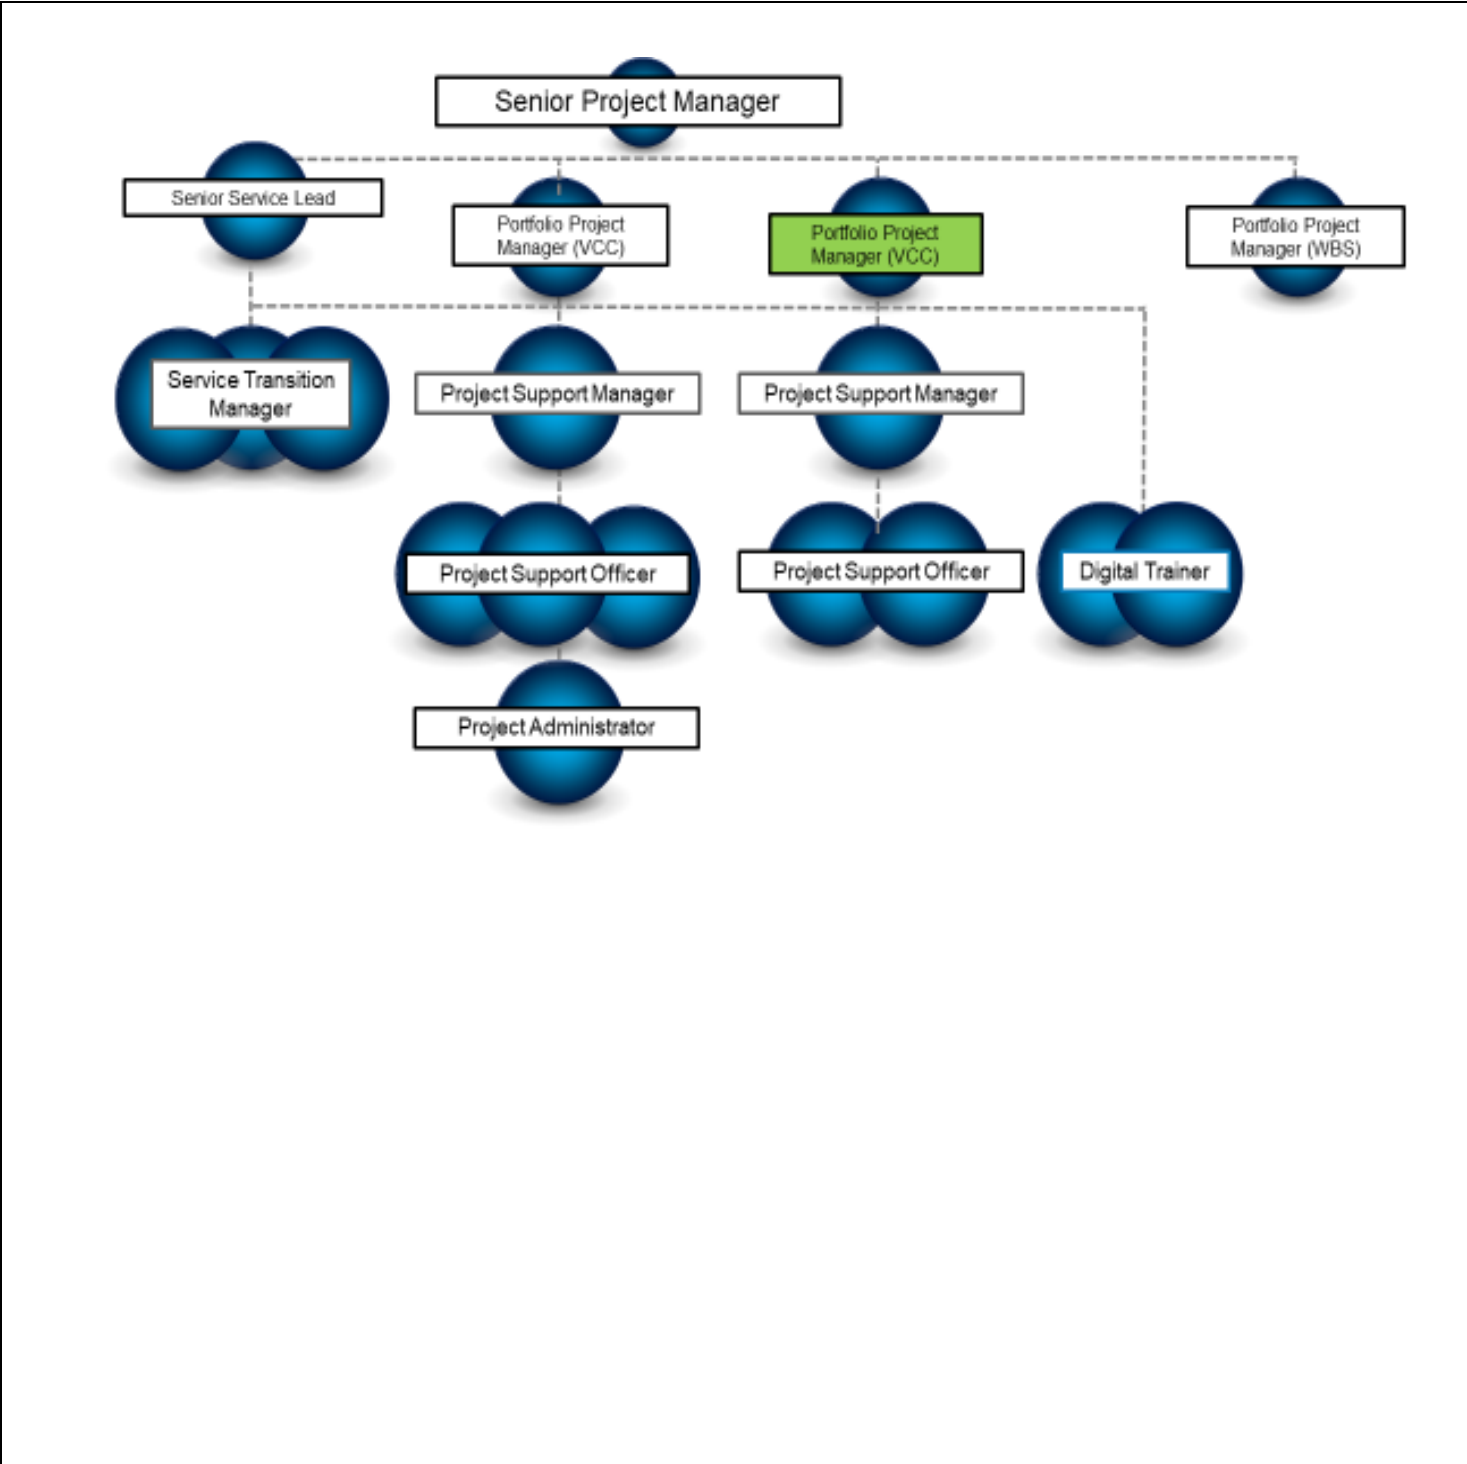 Senior Project Manager
Senior Service Lead
Portfolio Project
Manager (VCC)
Portfolio Project
Manager (VCC)
Portfolio Project
Manager (WBS)
Service Transition
Manager
Project Support Manager
Project Support Manager
Project Support Officer
Project Support Officer
Digital Trainer
Project Administrator